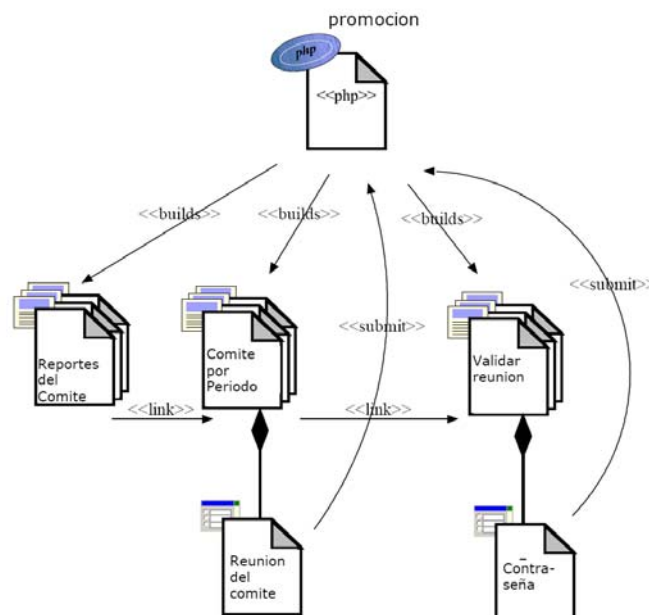 promocion
php
<<php>>
<<builds>>
<<builds>>
<<builds>>
<<submit>>
<<submit>>
Reportes
del
Comite
Comite
por
Periodo
Validar
reunion
<<link>>
<<link>>
Reunion
del
comite
Contra-
seña